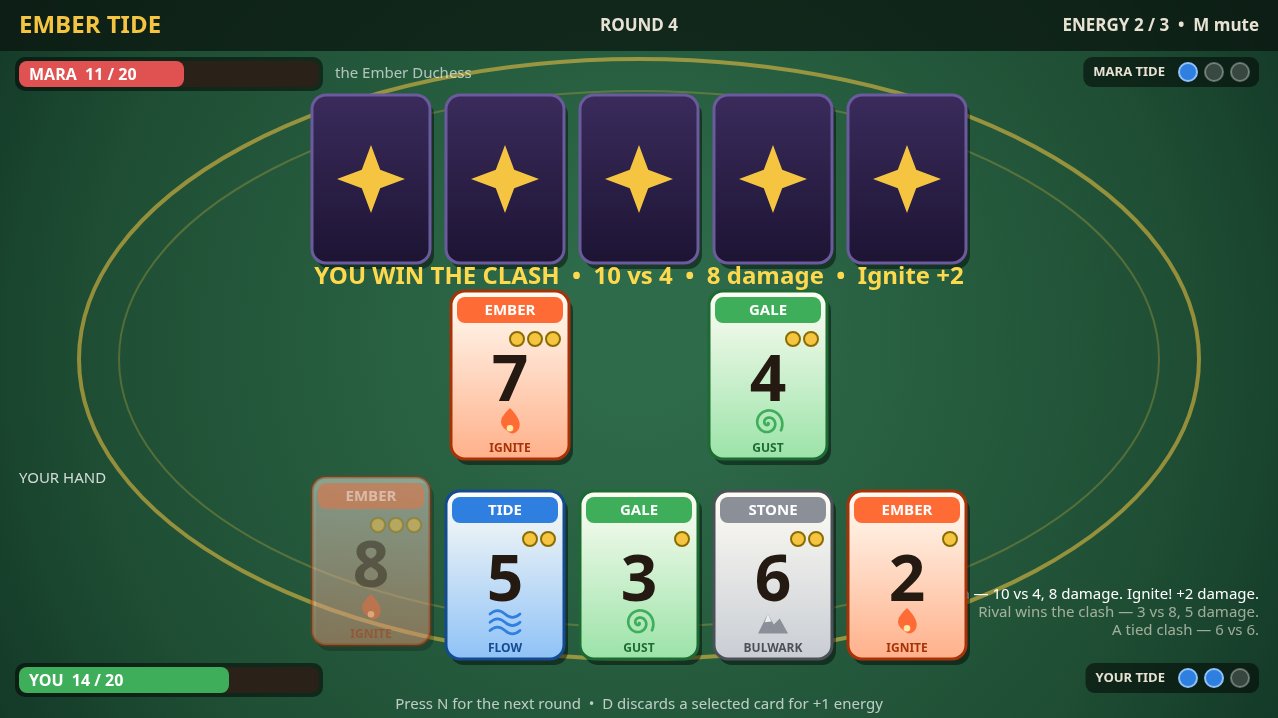 EMBER TIDE
ROUND 4
ENERGY 2 / 3 • M mute
MARA 11 / 20
the Ember Duchess
MARA TIDE
YOU WIN THE CLASH • 10 vs 4 • 8 damage • Ignite +2
EMBER
7
IGNITE
GALE
4
GUST
YOUR HAND
EMBER
8
IGNITE
TIDE
5
FLOW
GALE
3
GUST
STONE
6
BULWARK
EMBER
2
IGNITE
— 10 vs 4, 8 damage. Ignite! +2 damage.
Rival wins the clash — 3 vs 8, 5 damage.
A tied clash — 6 vs 6.
YOU 14 / 20
YOUR TIDE
Press N for the next round • D discards a selected card for +1 energy